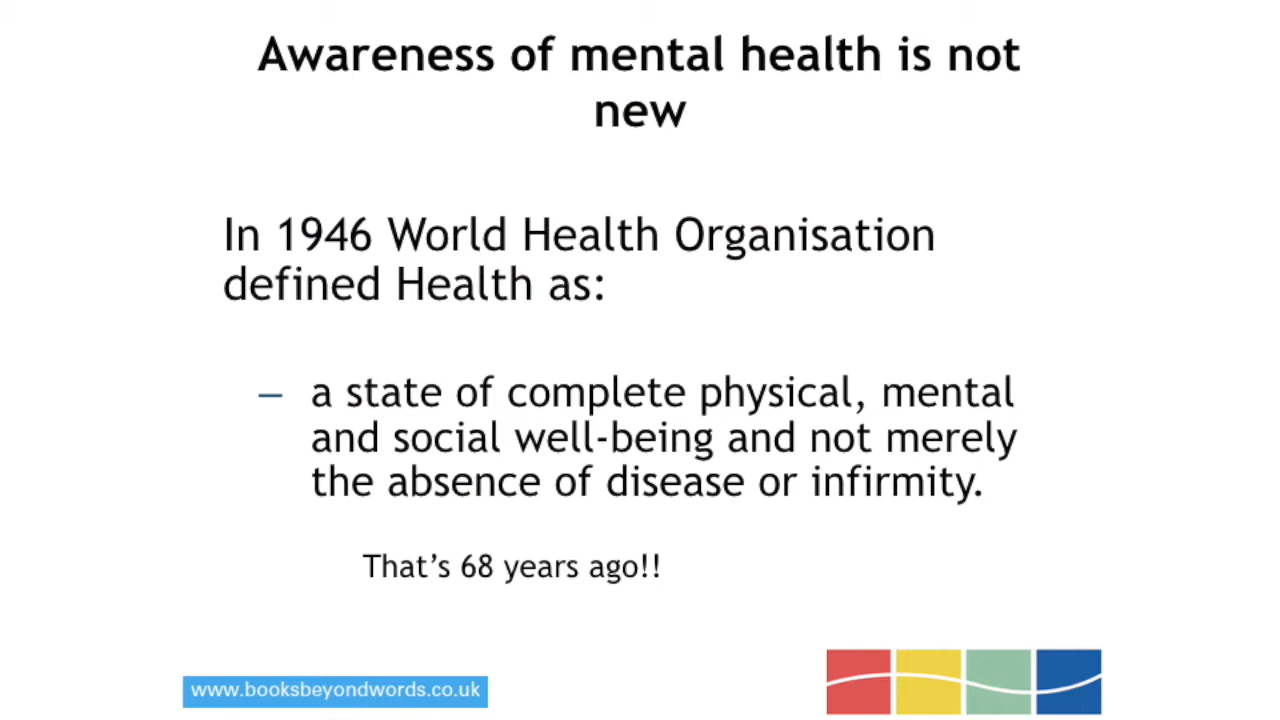 Awareness of mental health is not
new
In 1946 World Health Organisation
defined Health as:
– a state of complete physical, mental
and social well-being and not merely
the absence of disease or infirmity.
That’s 68 years ago!!
www.booksbeyondwords.co.uk